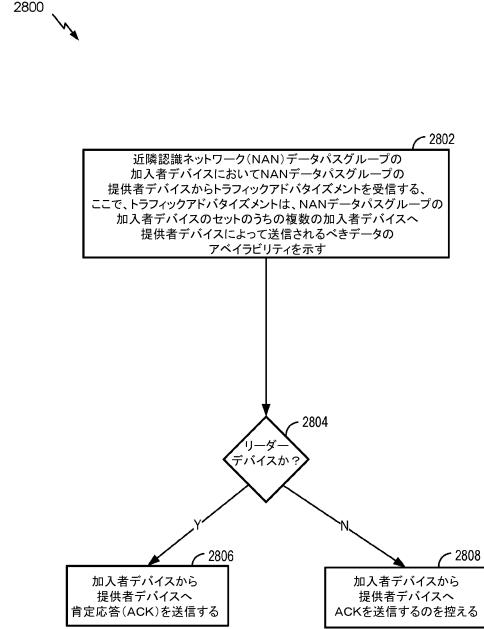 2800
2802
近隣認識ネットワーク(NAN)データパスグループの
加入者デバイスにおいてNANデータパスグループの
提供者デバイスからトラフィックアドバタイズメントを受信する、
ここで、トラフィックアドバタイズメントは、NANデータパスグループの
加入者デバイスのセットのうちの複数の加入者デバイスへ
提供者デバイスによって送信されるべきデータの
アベイラビリティを示す
2804
リーダー
デバイスか?
Y
N
2806
加入者デバイスから
提供者デバイスへ
肯定応答(ACK)を送信する
2808
加入者デバイスから
提供者デバイスへ
ACKを送信するのを控える